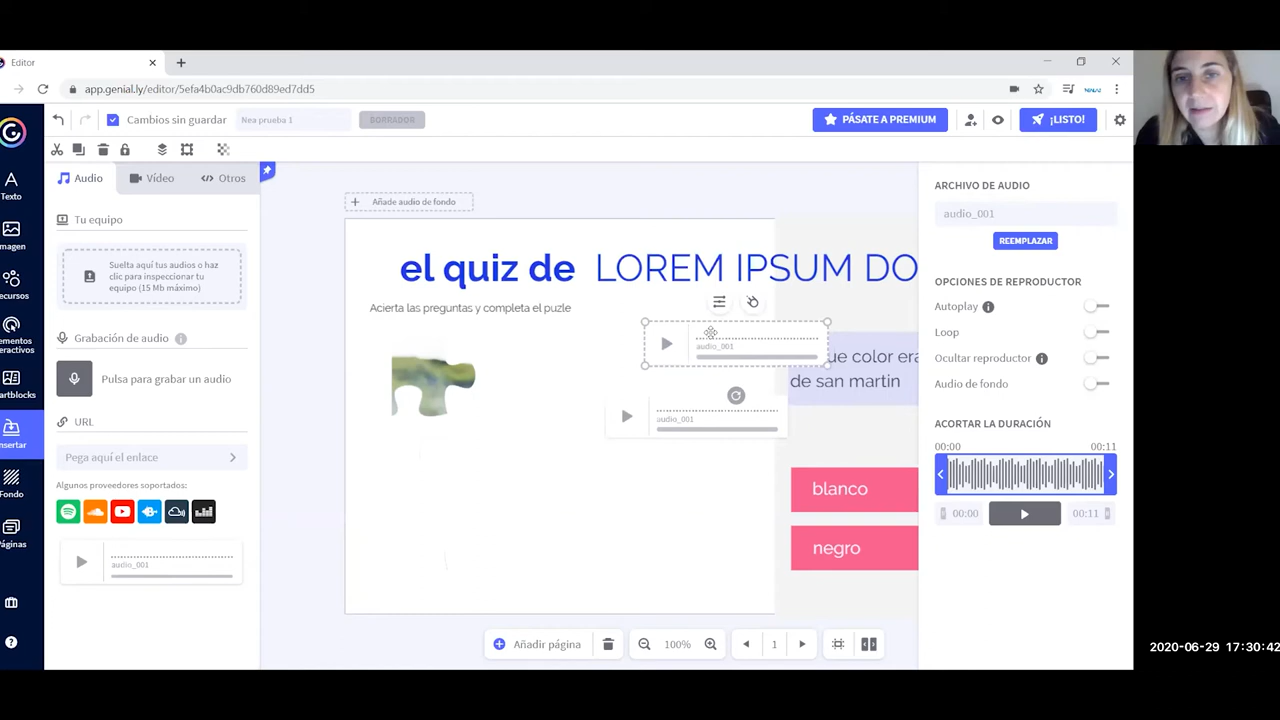 Editor
app.genial.ly/editor/5efa4b0ac9db760d89ed7dd5
Cambios sin guardar
Nea prueba 1
BORRADOR
PÁSATE A PREMIUM
¡LISTO!
Texto
Imagen
ecursos
Interactivo
artblocks
nsertar
Fondo
Páginas
Audio
Vídeo
Otros
Tu equipo
Suelta aquí tus audios o haz
clic para inspeccionar tu
equipo (15 Mb máximo)
Grabación de audio
Pulsa para grabar un audio
URL
Pega aquí el enlace
Algunos proveedores soportados:
audio_001
Añade audio de fondo
el quiz de LOREM IPSUM DO
Acierta las preguntas y completa el puzle
audio_001
ue color era
de san martin
audio_001
blanco
negro
Añadir página
100%
1
ARCHIVO DE AUDIO
audio_001
REEMPLAZAR
OPCIONES DE REPRODUCTOR
Autoplay
Loop
Ocultar reproductor
Audio de fondo
ACORTAR LA DURACIÓN
00:00 00:11
00:00 00:11
2020-06-29 17:30:42